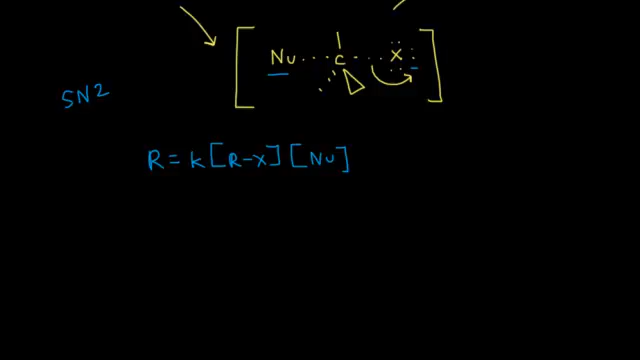 Nu C X
SN2
R = k [R-X] [Nu]